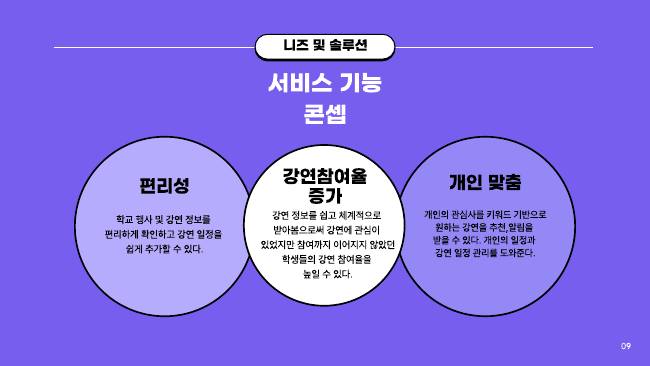 니즈 및 솔루션
서비스 기능
콘셉
편리성
학교 행사 및 강연 정보를
편리하게 확인하고 강연 일정을
쉽게 추가할 수 있다.
강연참여율
증가
강연 정보를 쉽고 체계적으로
받아봄으로써 강연에 관심이
있었지만 참여까지 이어지지 않았던
학생들의 강연 참여율을
높일 수 있다.
개인 맞춤
개인의 관심사를 키워드 기반으로
원하는 강연을 추천,알림을
받을 수 있다. 개인의 일정과
강연 일정 관리를 도와준다.
09